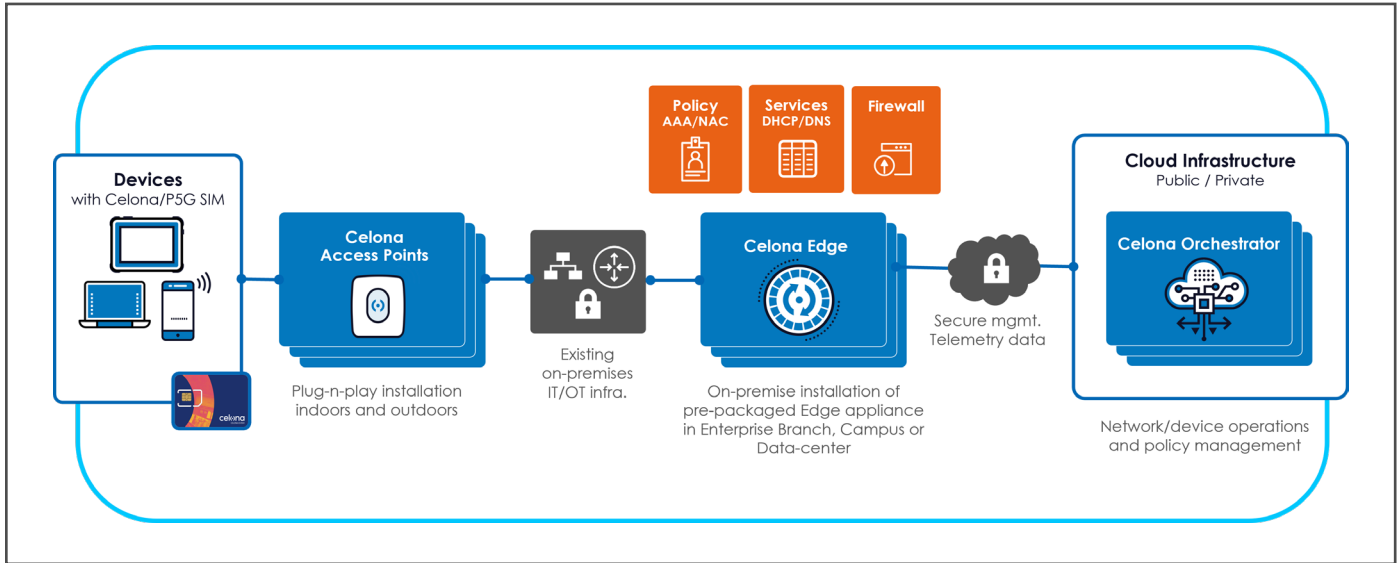 Policy
AAA/NAC
Services
DHCP/DNS
Firewall
Devices
with Celona/P5G SIM
celona
Celona
Access Points
Plug-n-play installation
indoors and outdoors
Existing
on-premises
IT/OT infra.
Celona Edge
On-premise installation of
pre-packaged Edge appliance
in Enterprise Branch, Campus or
Data-center
Secure mgmt.
Telemetry data
Cloud Infrastructure
Public / Private
Celona Orchestrator
Network/device operations
and policy management